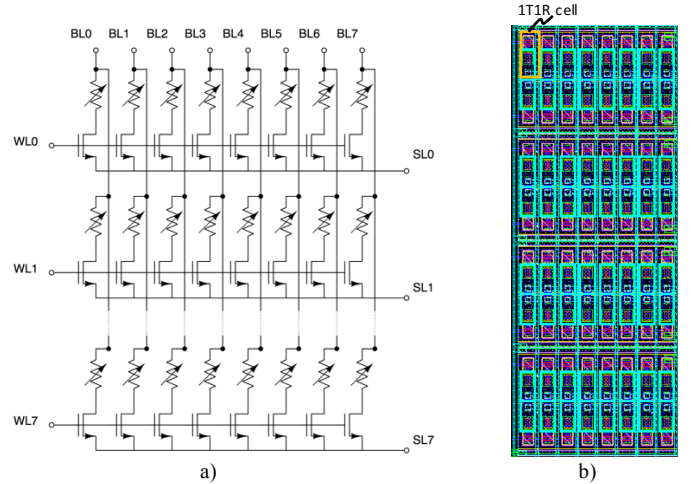 1T1R cell
BL0 BL1 BL2 BL3 BL4 BL5 BL6 BL7
WL0
SL0
WL1
SL1
WL7
SL7
a) b)